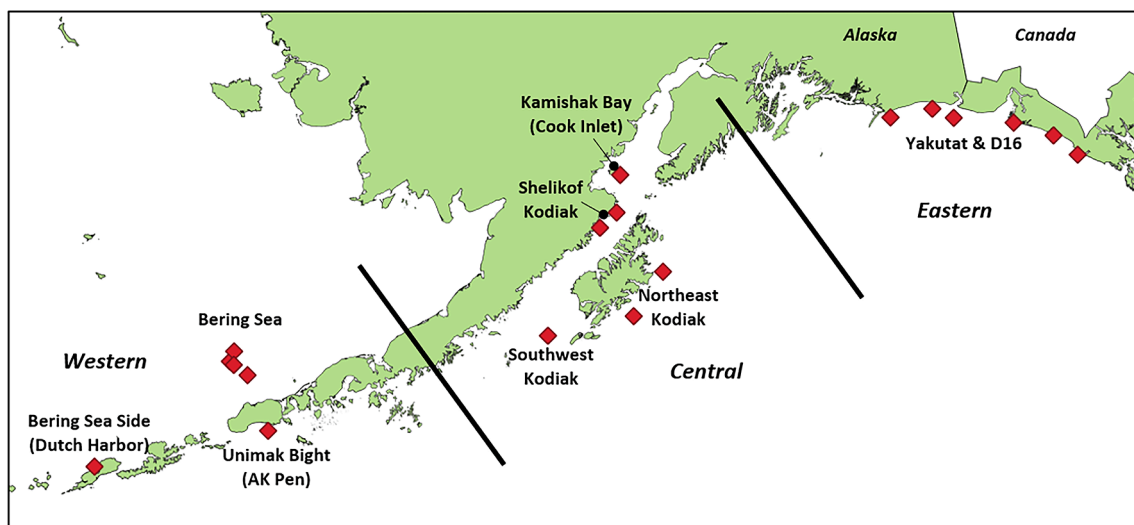 Alaska
Canada
Kamishak Bay
(Cook Inlet)
Yakutat & D16
Shelikof
Kodiak
Eastern
Northeast
Kodiak
Bering Sea
Southwest
Kodiak
Western
Central
Bering Sea Side
(Dutch Harbor)
Unimak Bight
(AK Pen)